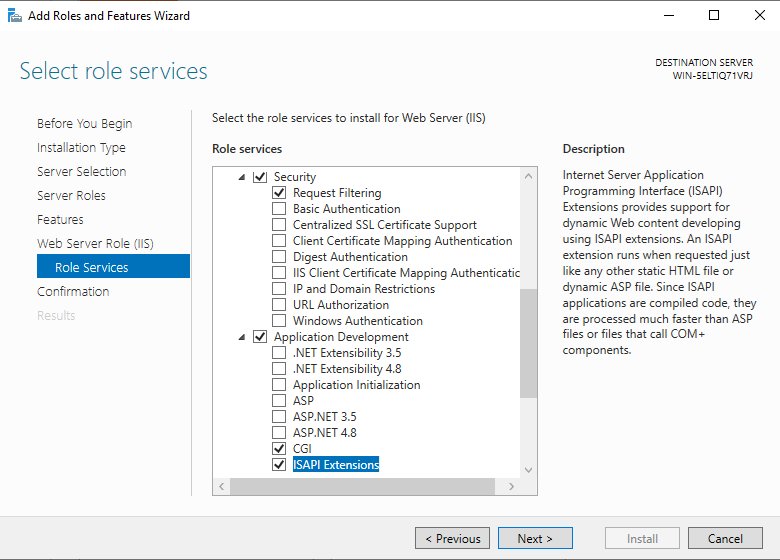 Add Roles and Features Wizard
Select role services
DESTINATION SERVER
WIN-5ELTIQ71VRJ
Before You Begin
Installation Type
Server Selection
Server Roles
Features
Web Server Role (IIS)
Role Services
Confirmation
Results
Select the role services to install for Web Server (IIS)
Role services
Security
Request Filtering
Basic Authentication
Centralized SSL Certificate Support
Client Certificate Mapping Authentication
Digest Authentication
IIS Client Certificate Mapping Authenticatic
IP and Domain Restrictions
URL Authorization
Windows Authentication
Application Development
.NET Extensibility 3.5
.NET Extensibility 4.8
Application Initialization
ASP
ASP.NET 3.5
ASP.NET 4.8
CGI
ISAPI Extensions
Description
Internet Server Application
Programming Interface (ISAPI)
Extensions provides support for
dynamic Web content developing
using ISAPI extensions. An ISAPI
extension runs when requested just
like any other static HTML file or
dynamic ASP file. Since ISAPI
applications are compiled code, they
are processed much faster than ASP
files or files that call COM+
components.
< Previous
Next >
Install
Cancel